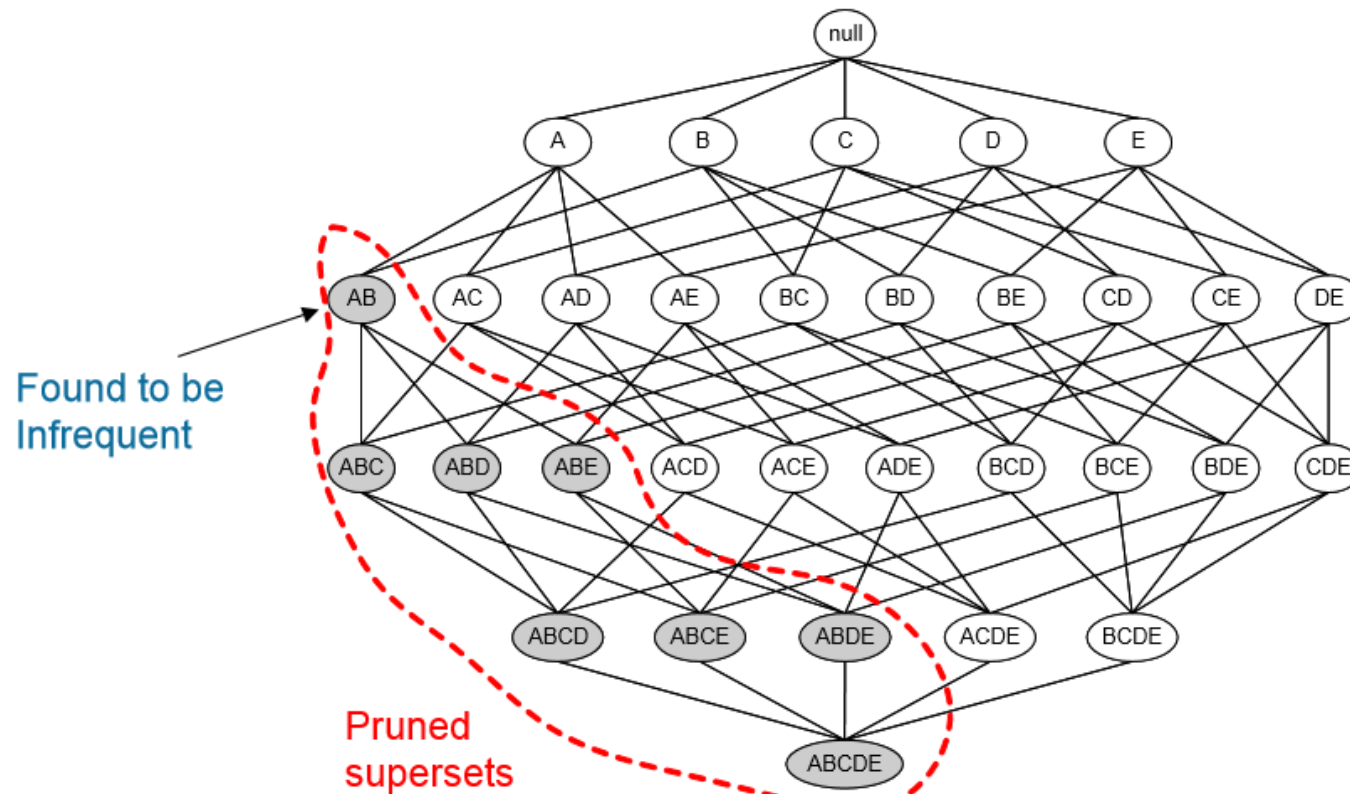 null
A B C D E
AB AC AD AE BC BD BE CD CE DE
Found to be
Infrequent
ABC ABD ABE ACD ACE ADE BCD BCE BDE CDE
ABCD ABCE ABDE ACDE BCDE
Pruned
supersets
ABCDE